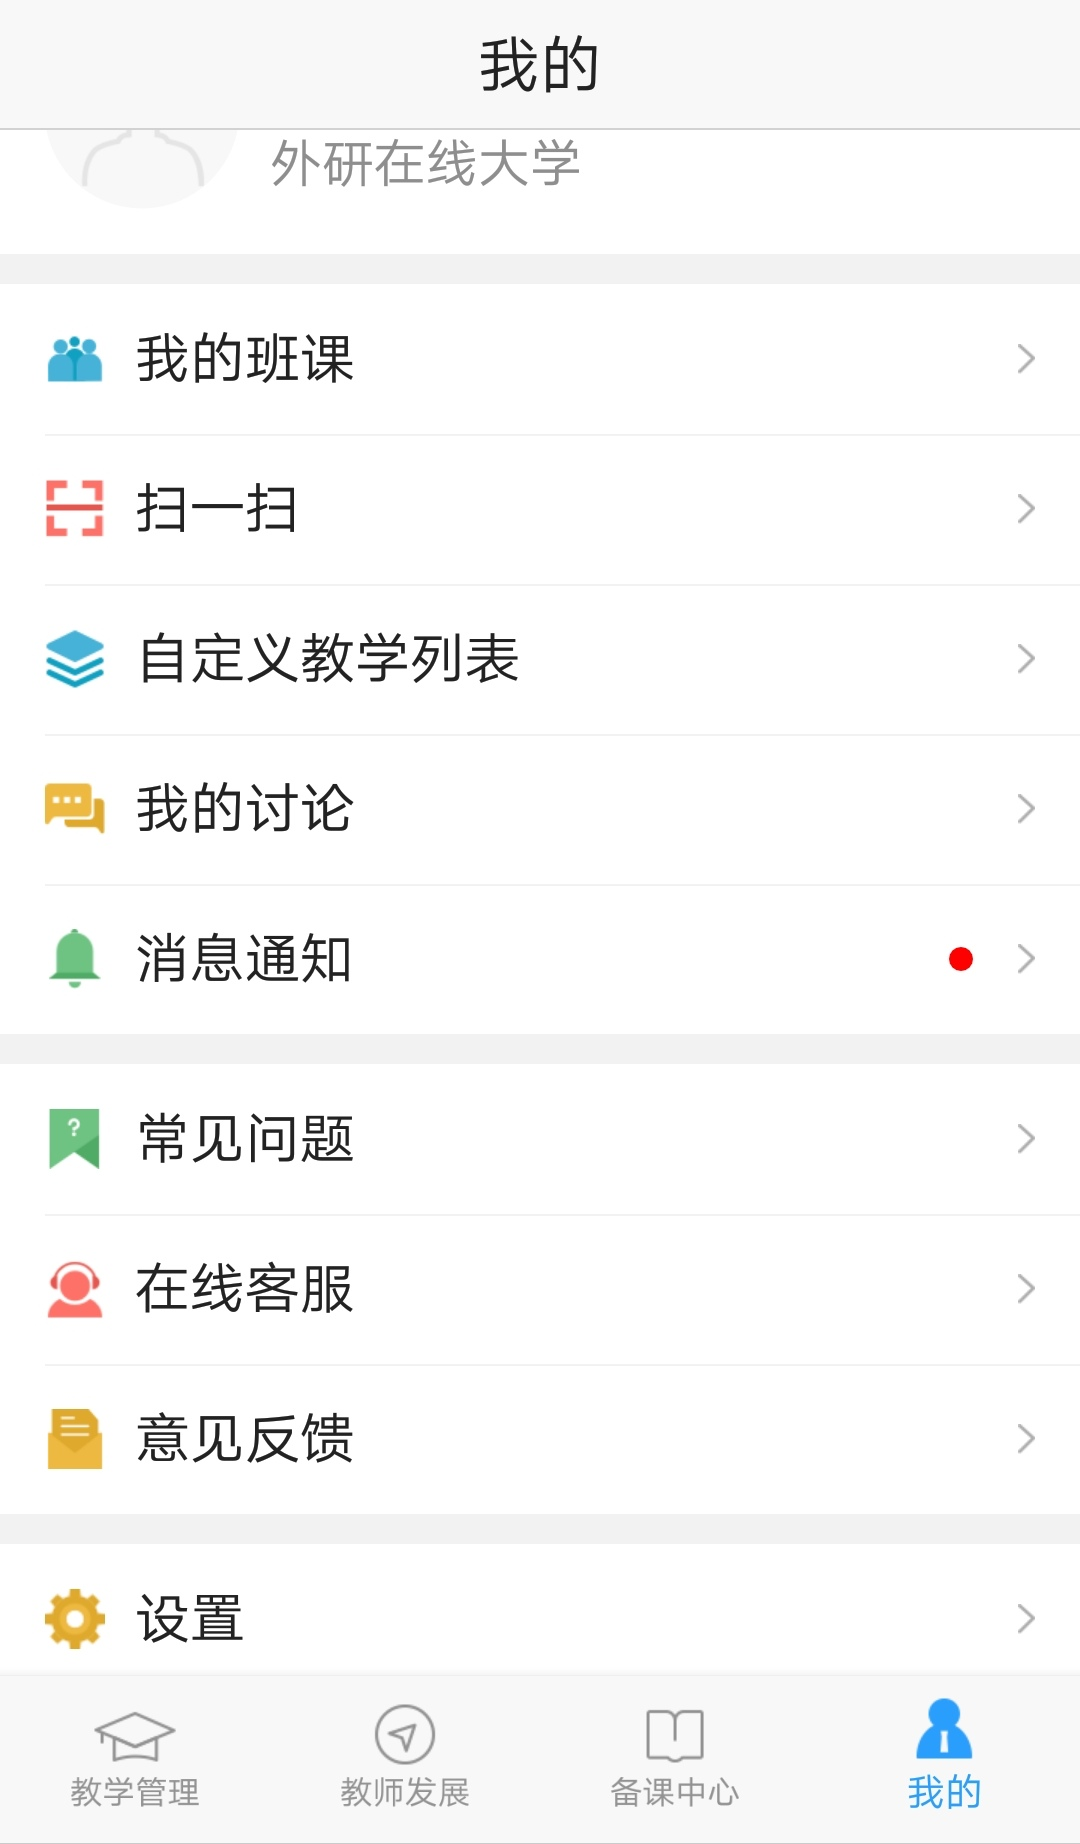 我的
外研在线大学
我的班课
扫一扫
自定义教学列表
我的讨论
消息通知
?
常见问题
在线客服
意见反馈
设置
教学管理
教师发展
备课中心
我的